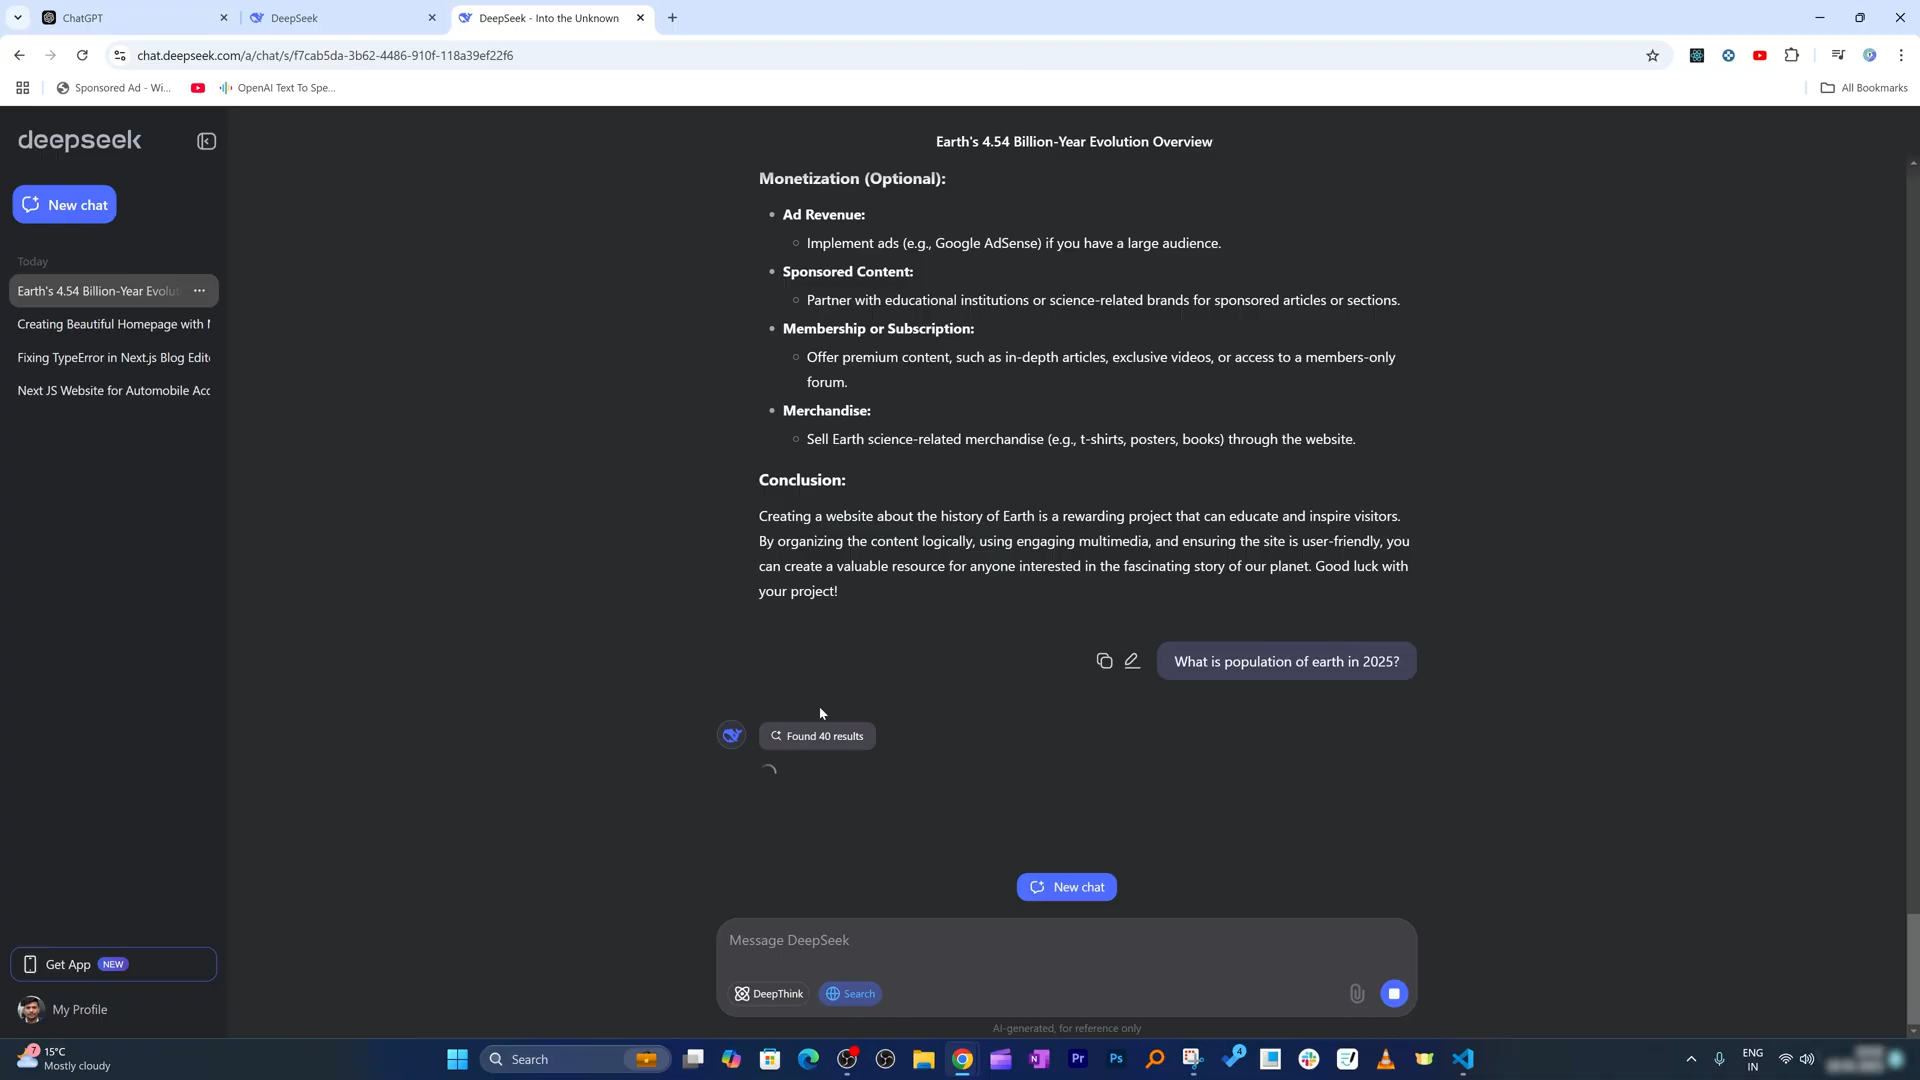 ChatGPT
DeepSeek
DeepSeek - Into the Unknown
chat.deepseek.com/a/chat/s/f7cab5da-3b62-4486-910f-118a39ef22f6
Sponsored Ad - Wi...
OpenAI Text To Spe...
All Bookmarks
deepseek
New chat
Today
Earth's 4.54 Billion-Year Evolut
Creating Beautiful Homepage with
Fixing TypeError in Next.js Blog Edit
Next JS Website for Automobile Acc
Get App NEW
My Profile
Earth's 4.54 Billion-Year Evolution Overview
Monetization (Optional):
Ad Revenue:
Implement ads (e.g., Google AdSense) if you have a large audience.
Sponsored Content:
Partner with educational institutions or science-related brands for sponsored articles or sections.
Membership or Subscription:
Offer premium content, such as in-depth articles, exclusive videos, or access to a members-only
forum.
Merchandise:
Sell Earth science-related merchandise (e.g., t-shirts, posters, books) through the website.
Conclusion:
Creating a website about the history of Earth is a rewarding project that can educate and inspire visitors.
By organizing the content logically, using engaging multimedia, and ensuring the site is user-friendly, you
can create a valuable resource for anyone interested in the fascinating story of our planet. Good luck with
your project!
What is population of earth in 2025?
Found 40 results
New chat
Message DeepSeek
DeepThink
Search
AI-generated, for reference only
7
15°C
Mostly cloudy
Search
N
Pr
Ps
4
ENG
IN